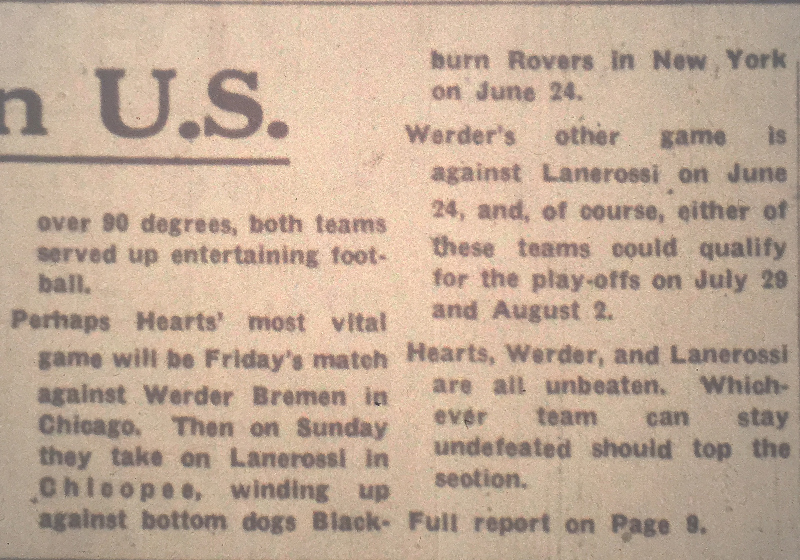 n U.S.
over 90 degrees, both teams
served up entertaining foot-
ball.
Perhaps Hearts' most vital
game will be Friday's match
against Werder Bremen in
Chicago. Then on Sunday
they take on Lanerossi in
Chicopee, winding up
against bottom dogs Black-
burn Rovers in New York
on June 24.
Werder's other game is
against Lanerossi on June
24, and, of course, either of
these teams could qualify
for the play-offs on July 29
and August 2.
Hearts, Werder, and Lanerossi
are all unbeaten. Which-
ever team can stay
undefeated should top the
section.
Full report on Page 9.